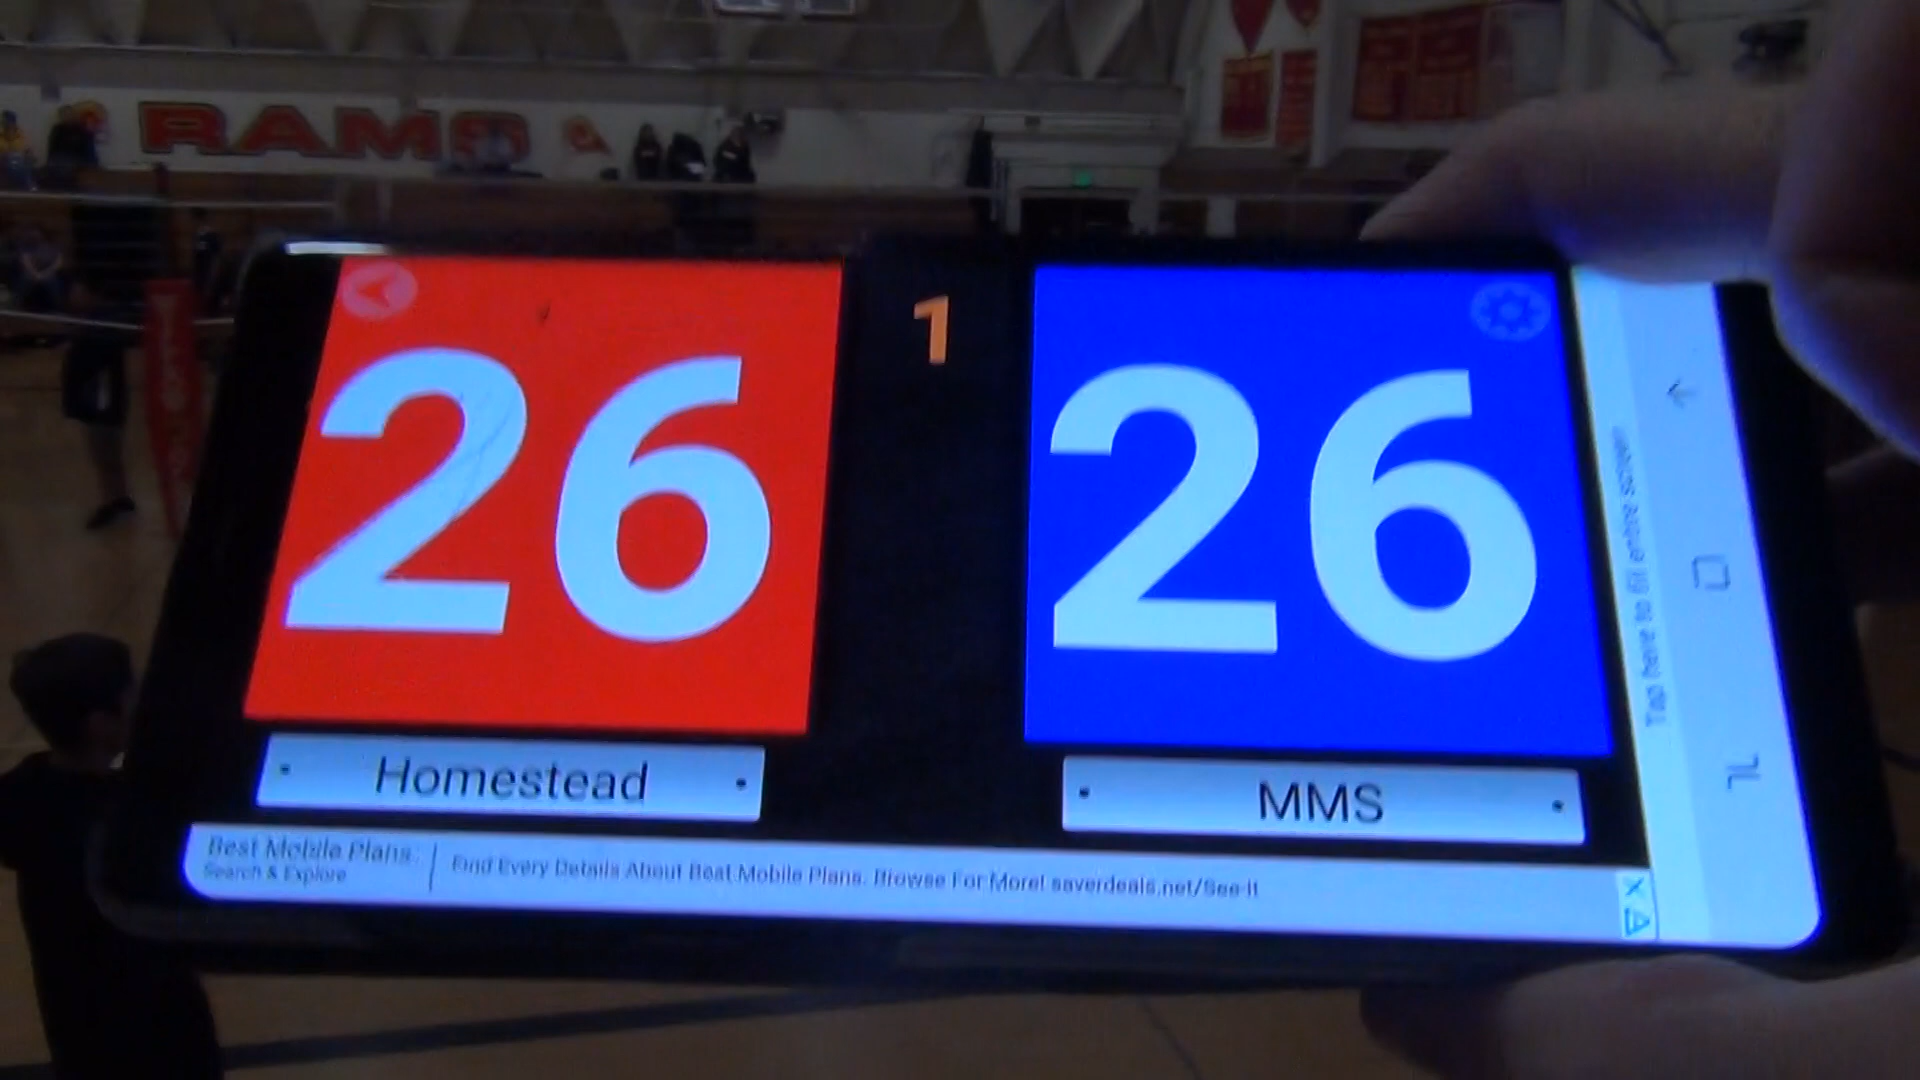 RAMS
1
26
26
Homestead
MMS
Best Mobile Plans:
Search & Explore
Find Every Details About Best Mobile Plans. Browse For More! saverdeals.net/See-It
Tap here to fill entire screen